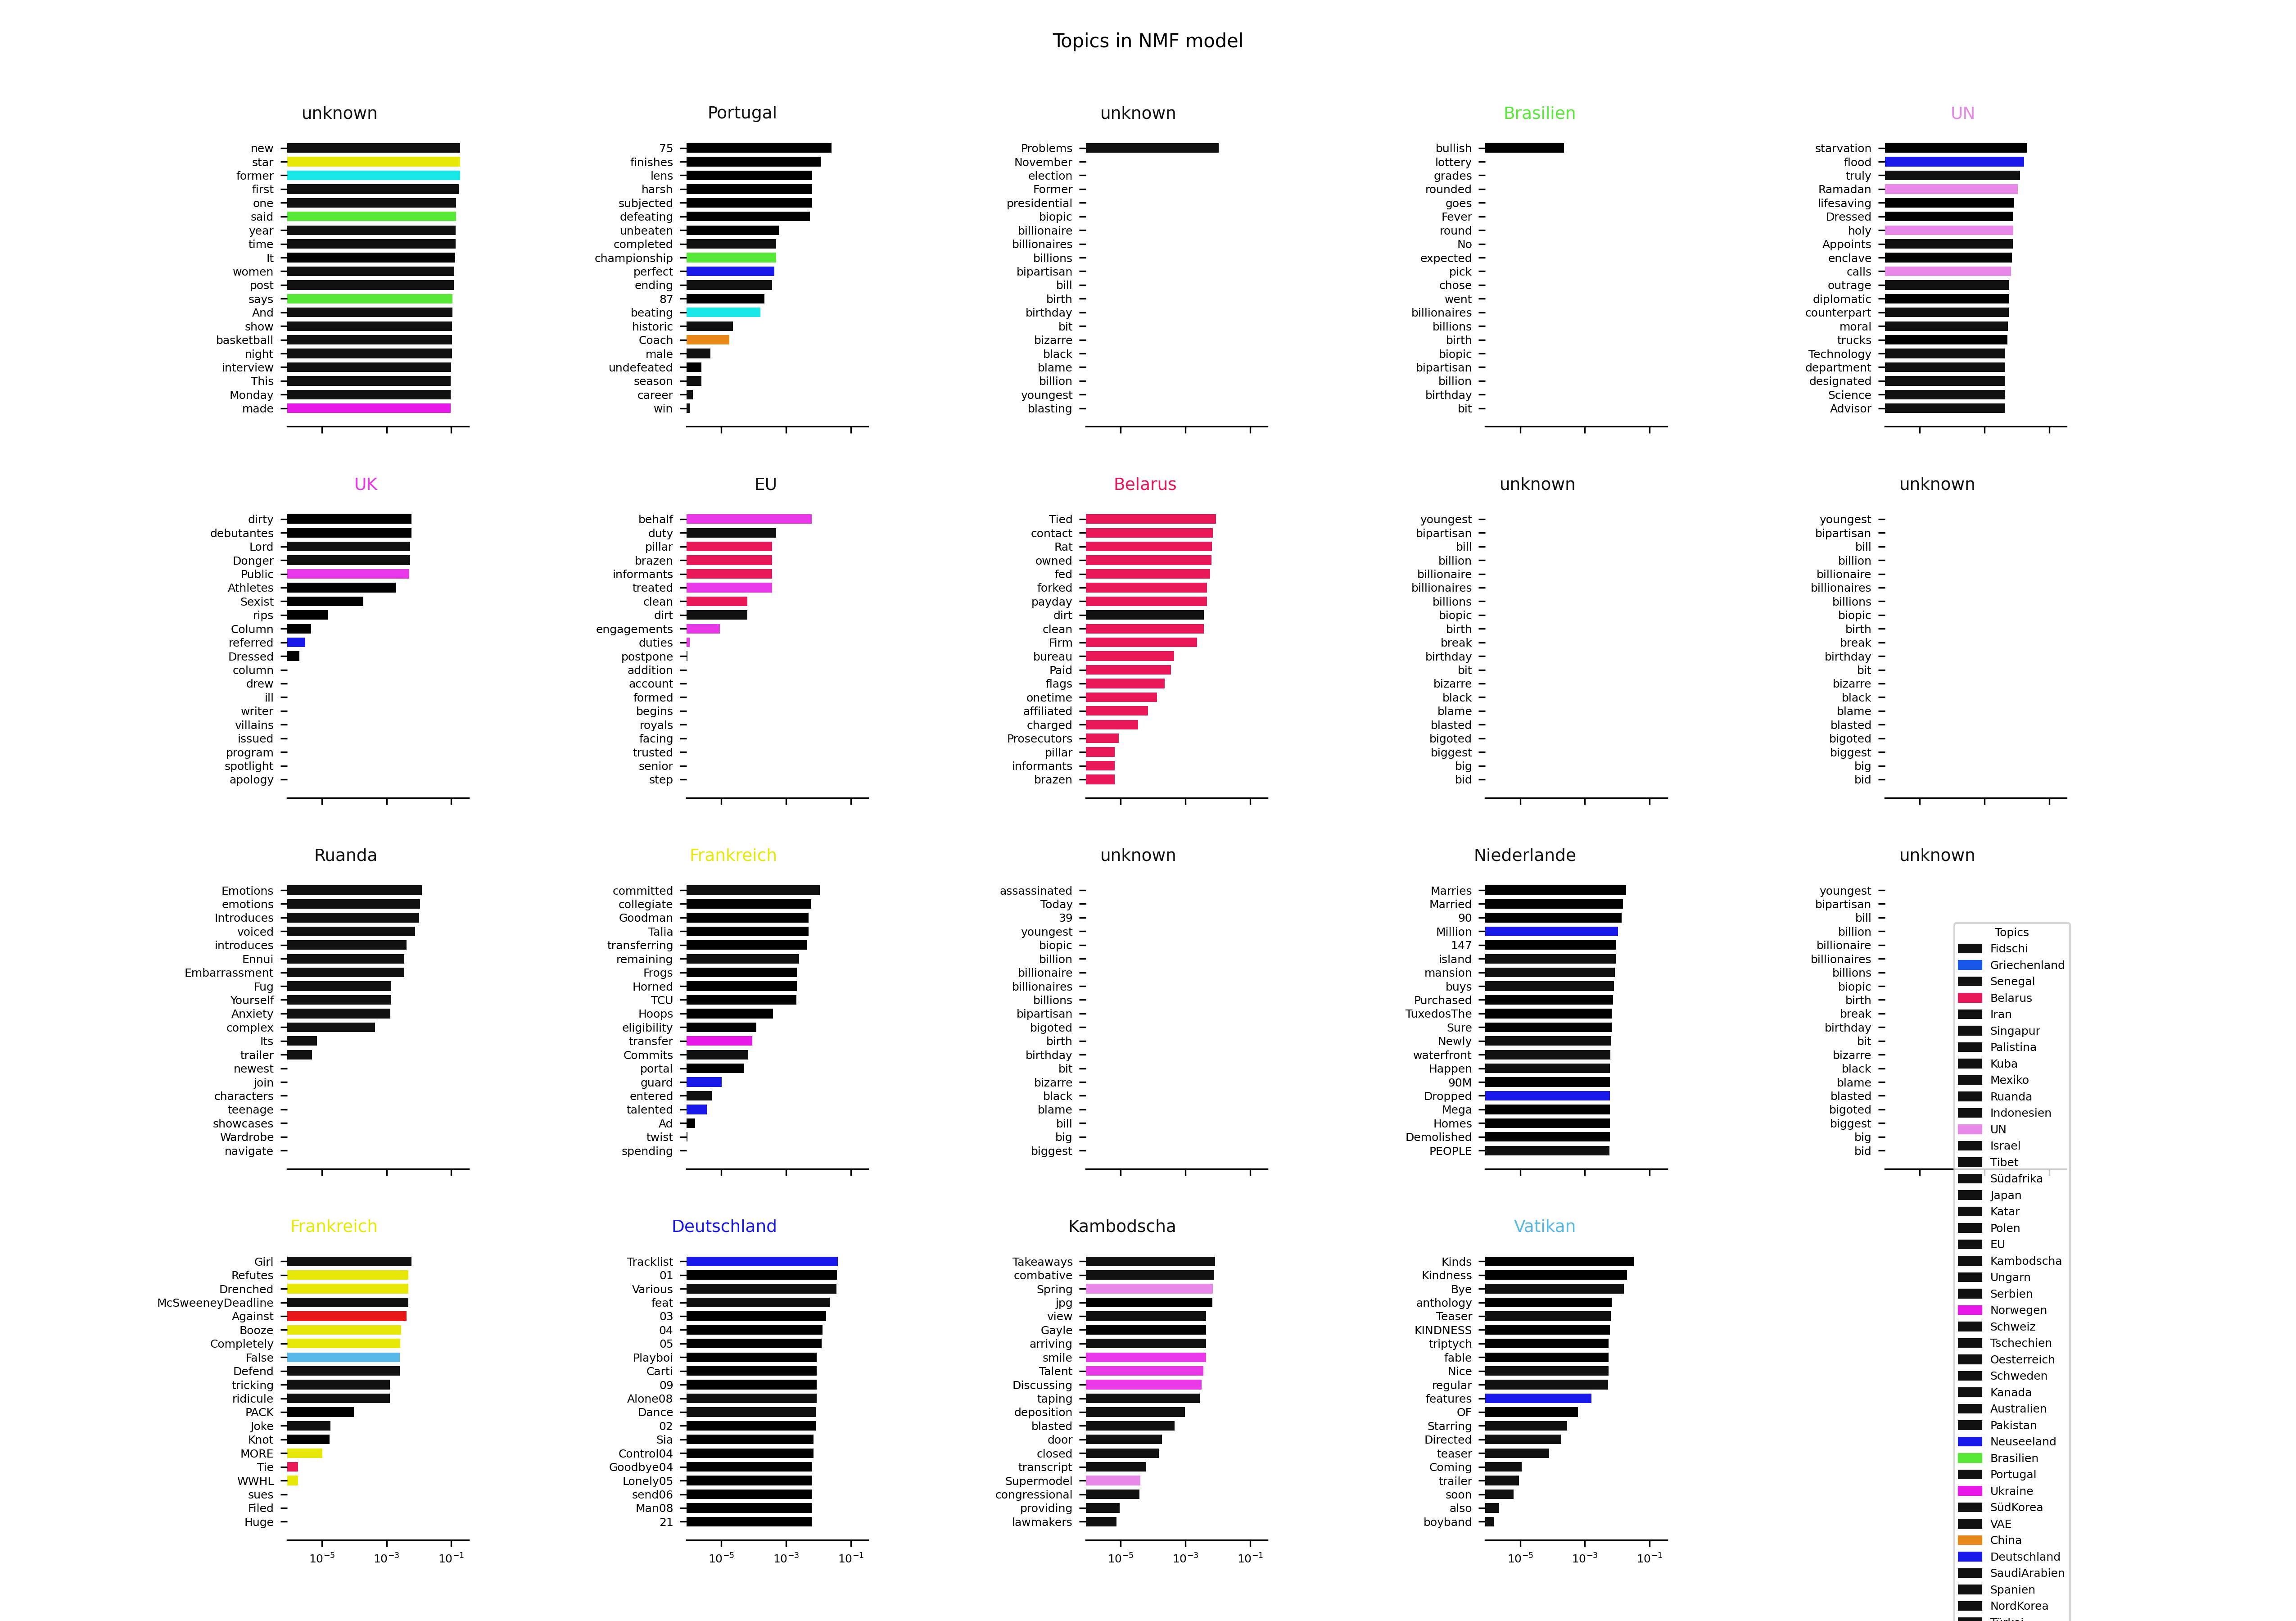 Topics in NMF model
unknown
new
star
former
first
one
said
year
time
It
women
post
says
And
show
basketball
night
interview
This
Monday
made
Portugal
75
finishes
lens
harsh
subjected
defeating
unbeaten
completed
championship
perfect
ending
87
beating
historic
Coach
male
undefeated
season
career
win
unknown
Problems
November
election
Former
presidential
biopic
billionaire
billionaires
billions
bipartisan
bill
birth
birthday
bit
bizarre
black
blame
billion
youngest
blasting
Brasilien
bullish
lottery
grades
rounded
goes
Fever
round
No
expected
pick
chose
went
billionaires
billions
birth
biopic
bipartisan
billion
birthday
bit
UN
starvation
flood
truly
Ramadan
lifesaving
Dressed
holy
Appoints
enclave
calls
outrage
diplomatic
counterpart
moral
trucks
Technology
department
designated
Science
Advisor
UK
dirty
debutantes
Lord
Donger
Public
Athletes
Sexist
rips
Column
referred
Dressed
column
drew
ill
writer
villains
issued
program
spotlight
apology
EU
behalf
duty
pillar
brazen
informants
treated
clean
dirt
engagements
duties
postpone
addition
account
formed
begins
royals
facing
trusted
senior
step
Belarus
Tied
contact
Rat
owned
fed
forked
payday
dirt
clean
Firm
bureau
Paid
flags
onetime
affiliated
charged
Prosecutors
pillar
informants
brazen
unknown
youngest
bipartisan
bill
billion
billionaire
billionaires
billions
biopic
birth
break
birthday
bit
bizarre
black
blame
blasted
bigoted
biggest
big
bid
unknown
youngest
bipartisan
bill
billion
billionaire
billionaires
billions
biopic
birth
break
birthday
bit
bizarre
black
blame
blasted
bigoted
biggest
big
bid
Ruanda
Emotions
emotions
Introduces
voiced
introduces
Ennui
Embarrassment
Fug
Yourself
Anxiety
complex
Its
trailer
newest
join
characters
teenage
showcases
Wardrobe
navigate
Frankreich
committed
collegiate
Goodman
Talia
transferring
remaining
Frogs
Horned
TCU
Hoops
eligibility
transfer
Commits
portal
guard
entered
talented
Ad
twist
spending
unknown
assassinated
Today
39
youngest
biopic
billion
billionaire
billionaires
billions
bipartisan
bigoted
birth
birthday
bit
bizarre
black
blame
bill
big
biggest
Niederlande
Marries
Married
90
Million
147
island
mansion
buys
Purchased
TuxedosThe
Sure
Newly
waterfront
Happen
90M
Dropped
Mega
Homes
Demolished
PEOPLE
unknown
youngest
bipartisan
bill
billion
billionaire
billionaires
billions
biopic
birth
break
birthday
bit
bizarre
black
blame
blasted
bigoted
biggest
big
bid
Frankreich
Girl
Refutes
Drenched
McSweeneyDeadline
Against
Booze
Completely
False
Defend
tricking
ridicule
PACK
Joke
Knot
MORE
Tie
WWHL
sues
Filed
Huge
10⁻⁵ 10⁻³ 10⁻¹
Deutschland
Tracklist
01
Various
feat
03
04
05
Playboi
Carti
09
Alone08
Dance
02
Sia
Control04
Goodbye04
Lonely05
send06
Man08
21
10⁻⁵ 10⁻³ 10⁻¹
Kambodscha
Takeaways
combative
Spring
jpg
view
Gayle
arriving
smile
Talent
Discussing
taping
deposition
blasted
door
closed
transcript
Supermodel
congressional
providing
lawmakers
10⁻⁵ 10⁻³ 10⁻¹
Vatikan
Kinds
Kindness
Bye
anthology
Teaser
KINDNESS
triptych
fable
Nice
regular
features
OF
Starring
Directed
teaser
Coming
trailer
soon
also
boyband
10⁻⁵ 10⁻³ 10⁻¹
Topics
Fidschi
Griechenland
Senegal
Belarus
Iran
Singapur
Palistina
Kuba
Mexiko
Ruanda
Indonesien
UN
Israel
Tibet
Südafrika
Japan
Katar
Polen
EU
Kambodscha
Ungarn
Serbien
Norwegen
Schweiz
Tschechien
Oesterreich
Schweden
Kanada
Australien
Pakistan
Neuseeland
Brasilien
Portugal
Ukraine
SüdKorea
VAE
China
Deutschland
SaudiArabien
Spanien
NordKorea